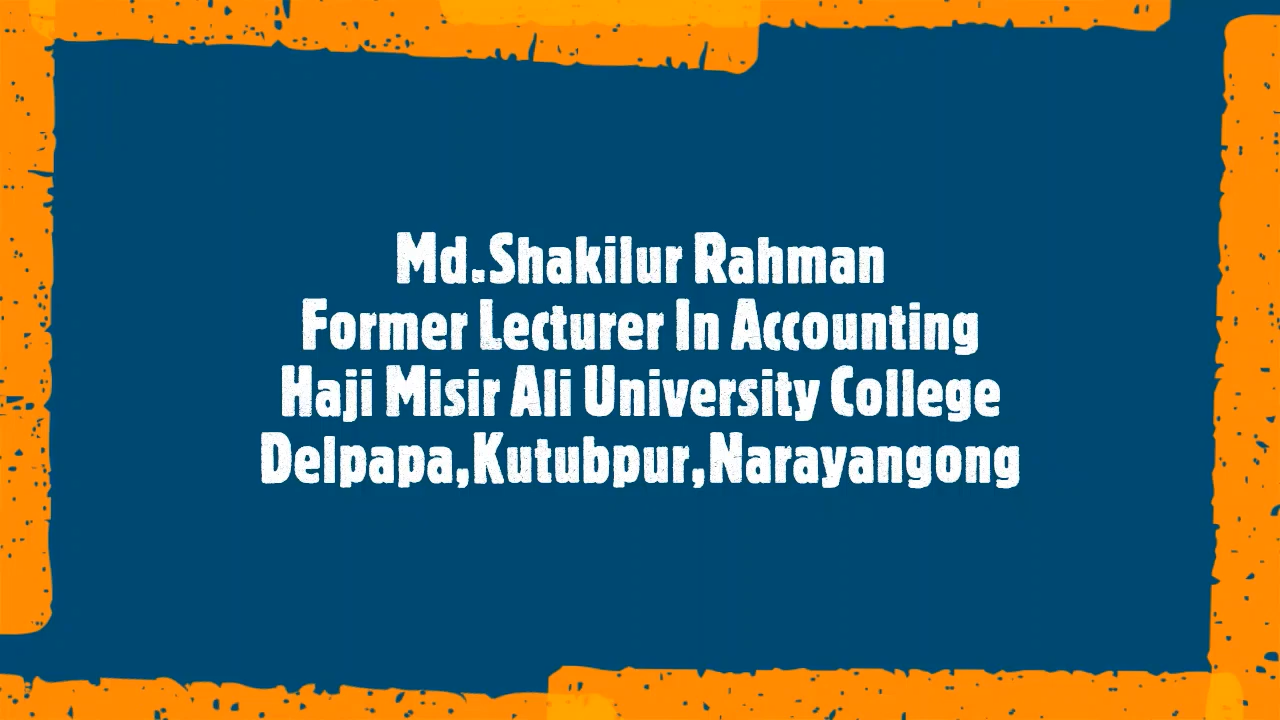 Md.Shakilur Rahman
Former Lecturer In Accounting
Haji Misir Ali University College
Delpapa,Kutubpur,Narayangong